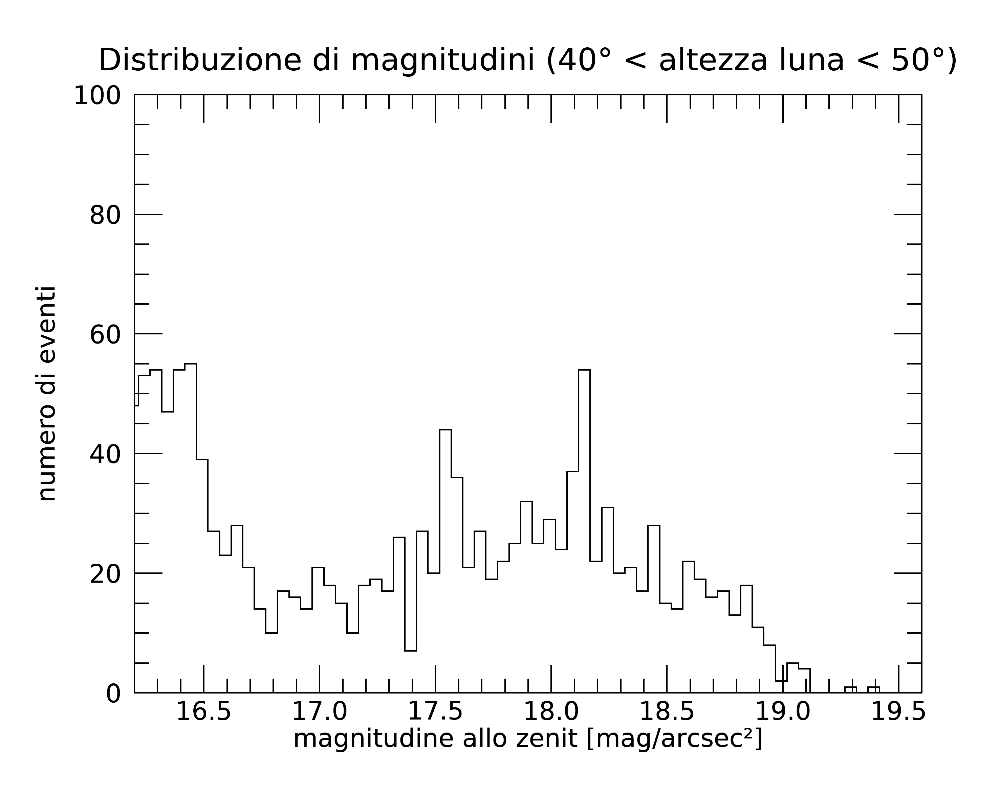 Distribuzione di magnitudini (40° < altezza luna < 50°)
100
80
60
40
20
0
numero di eventi
16.5 17.0 17.5 18.0 18.5 19.0 19.5
magnitudine allo zenit [mag/arcsec²]